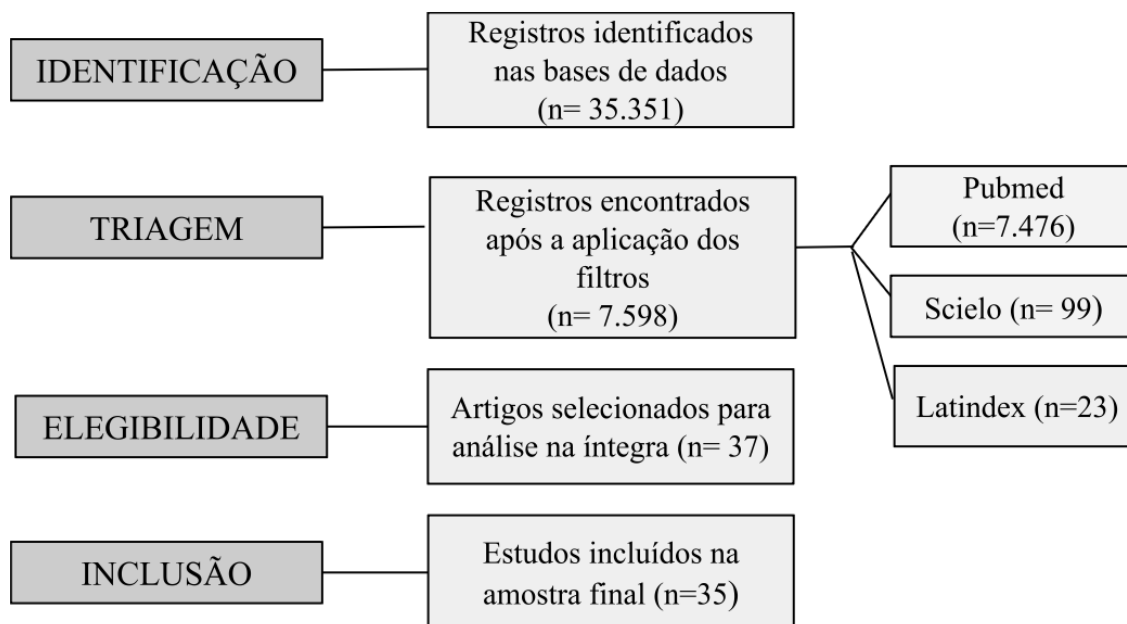 IDENTIFICAÇÃO
Registros identificados
nas bases de dados
(n= 35.351)
TRIAGEM
Registros encontrados
após a aplicação dos
filtros
(n= 7.598)
Pubmed
(n=7.476)
Scielo (n= 99)
Latindex (n=23)
ELEGIBILIDADE
Artigos selecionados para
análise na íntegra (n= 37)
INCLUSÃO
Estudos incluídos na
amostra final (n=35)